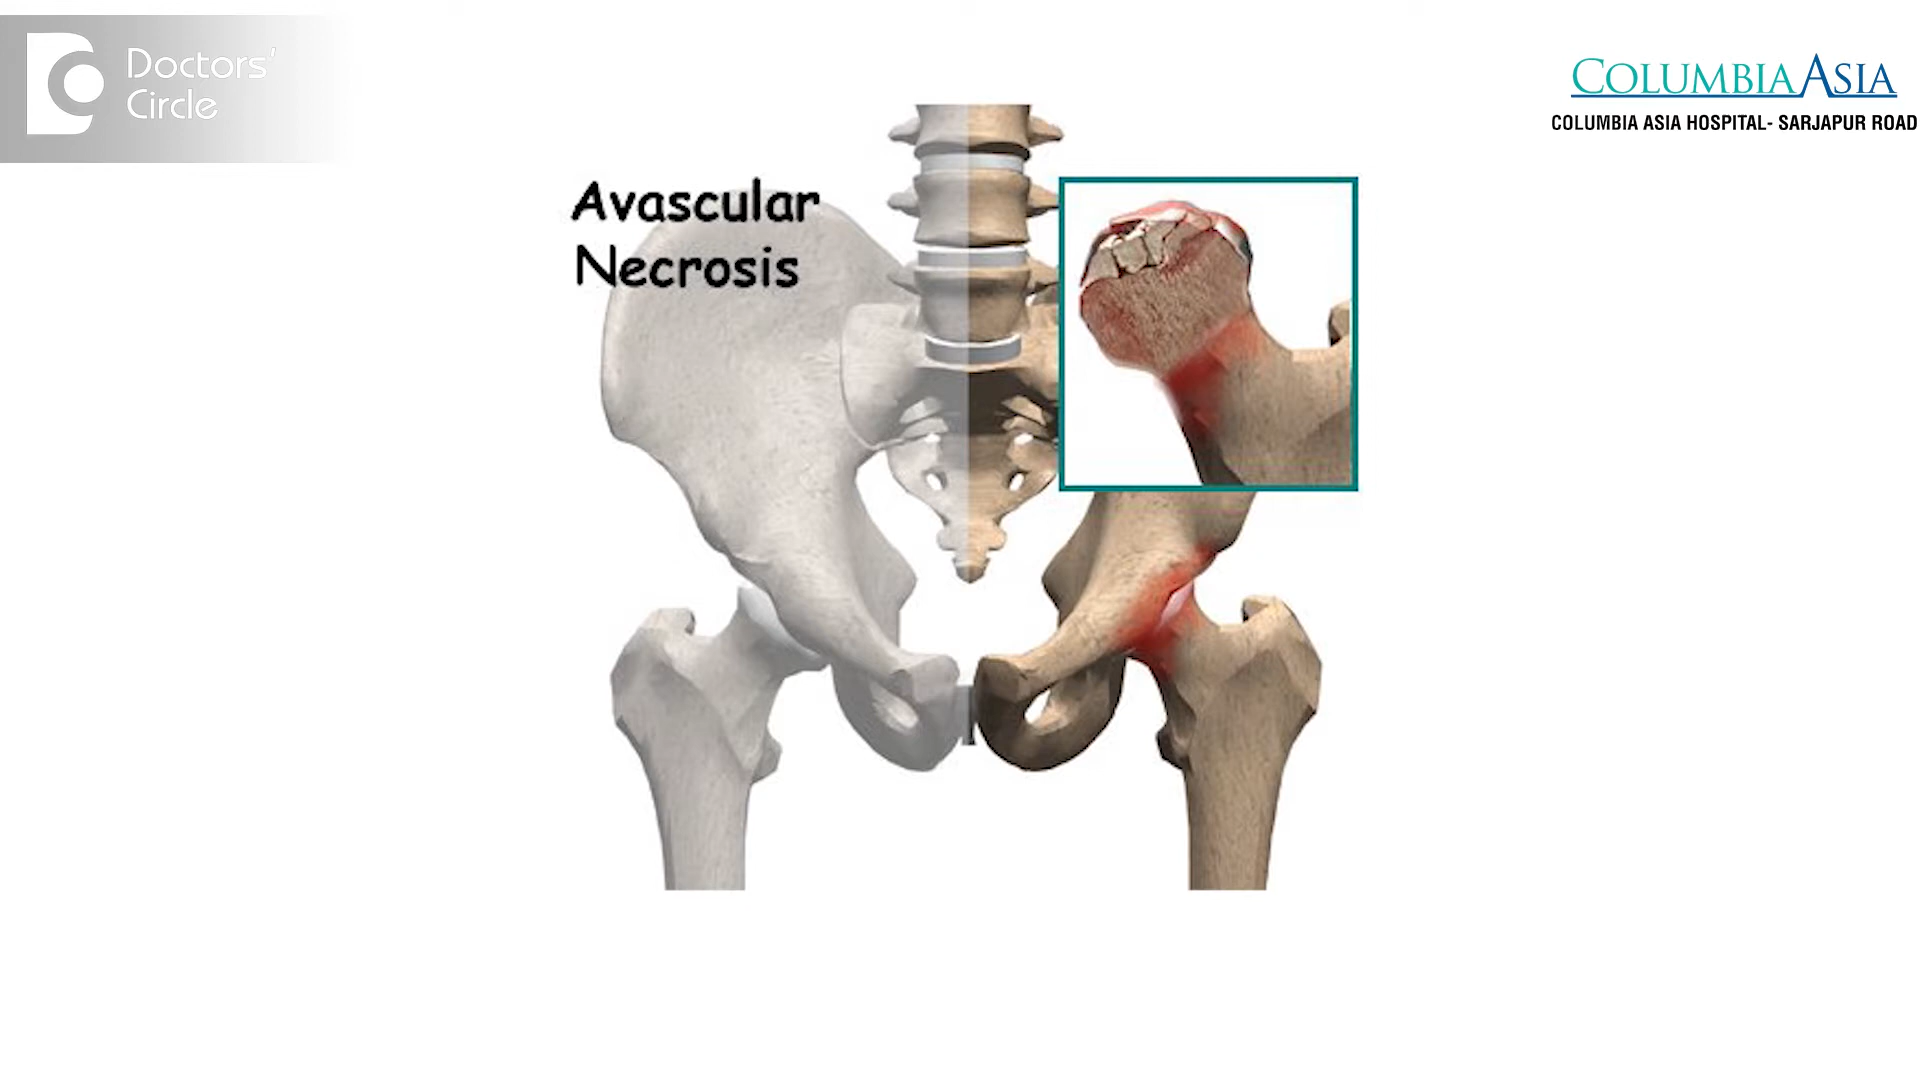 Doctors'
Circle
COLUMBIA ASIA
COLUMBIA ASIA HOSPITAL- SARJAPUR ROAD
Avascular
Necrosis